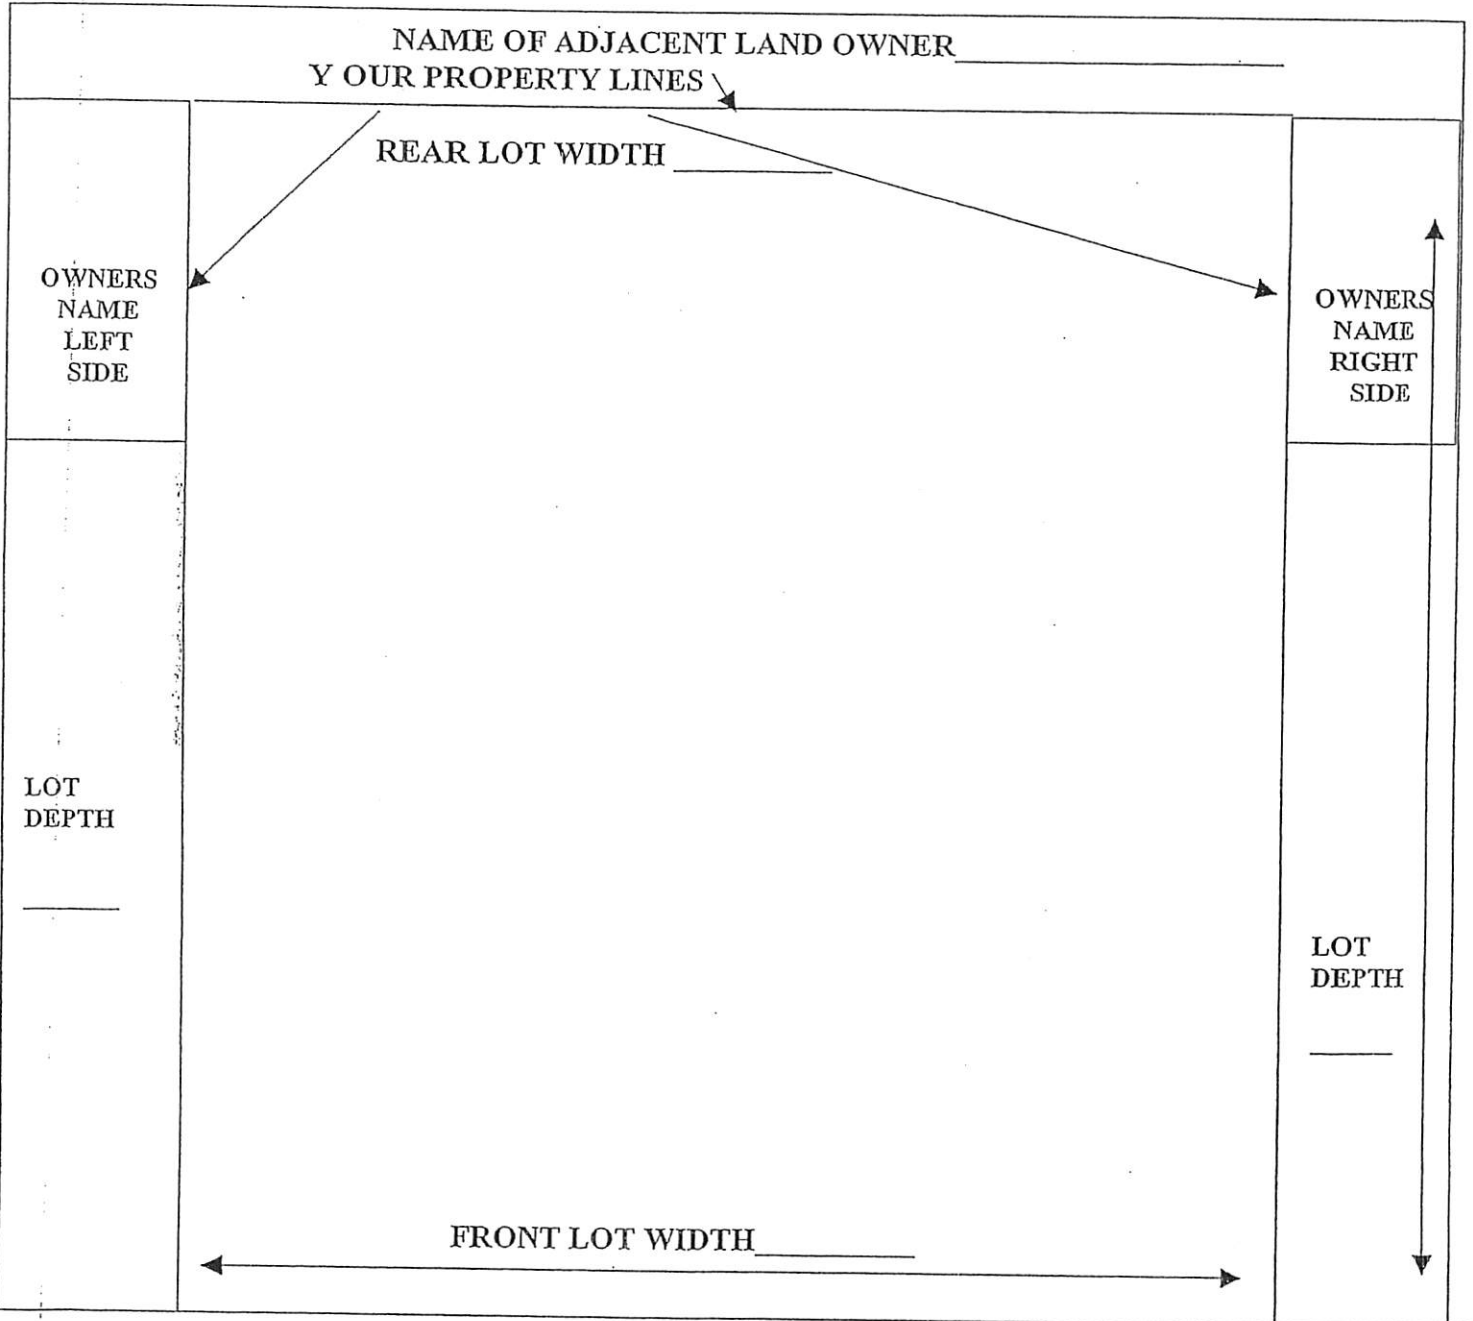 NAME OF ADJACENT LAND OWNER
Y OUR PROPERTY LINES
REAR LOT WIDTH
OWNERS
NAME
LEFT
SIDE
OWNERS
NAME
RIGHT
SIDE
LOT
DEPTH
LOT
DEPTH
FRONT LOT WIDTH